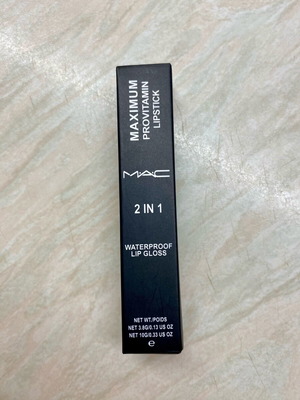 MAXIMUM
PROVITAMIN
LIPSTICK
MAC
2 IN 1
WATERPROOF
LIP GLOSS
NET WT./POIDS
NET 3.8G/0.13 US OZ
NET 10G/0.33 US OZ
e